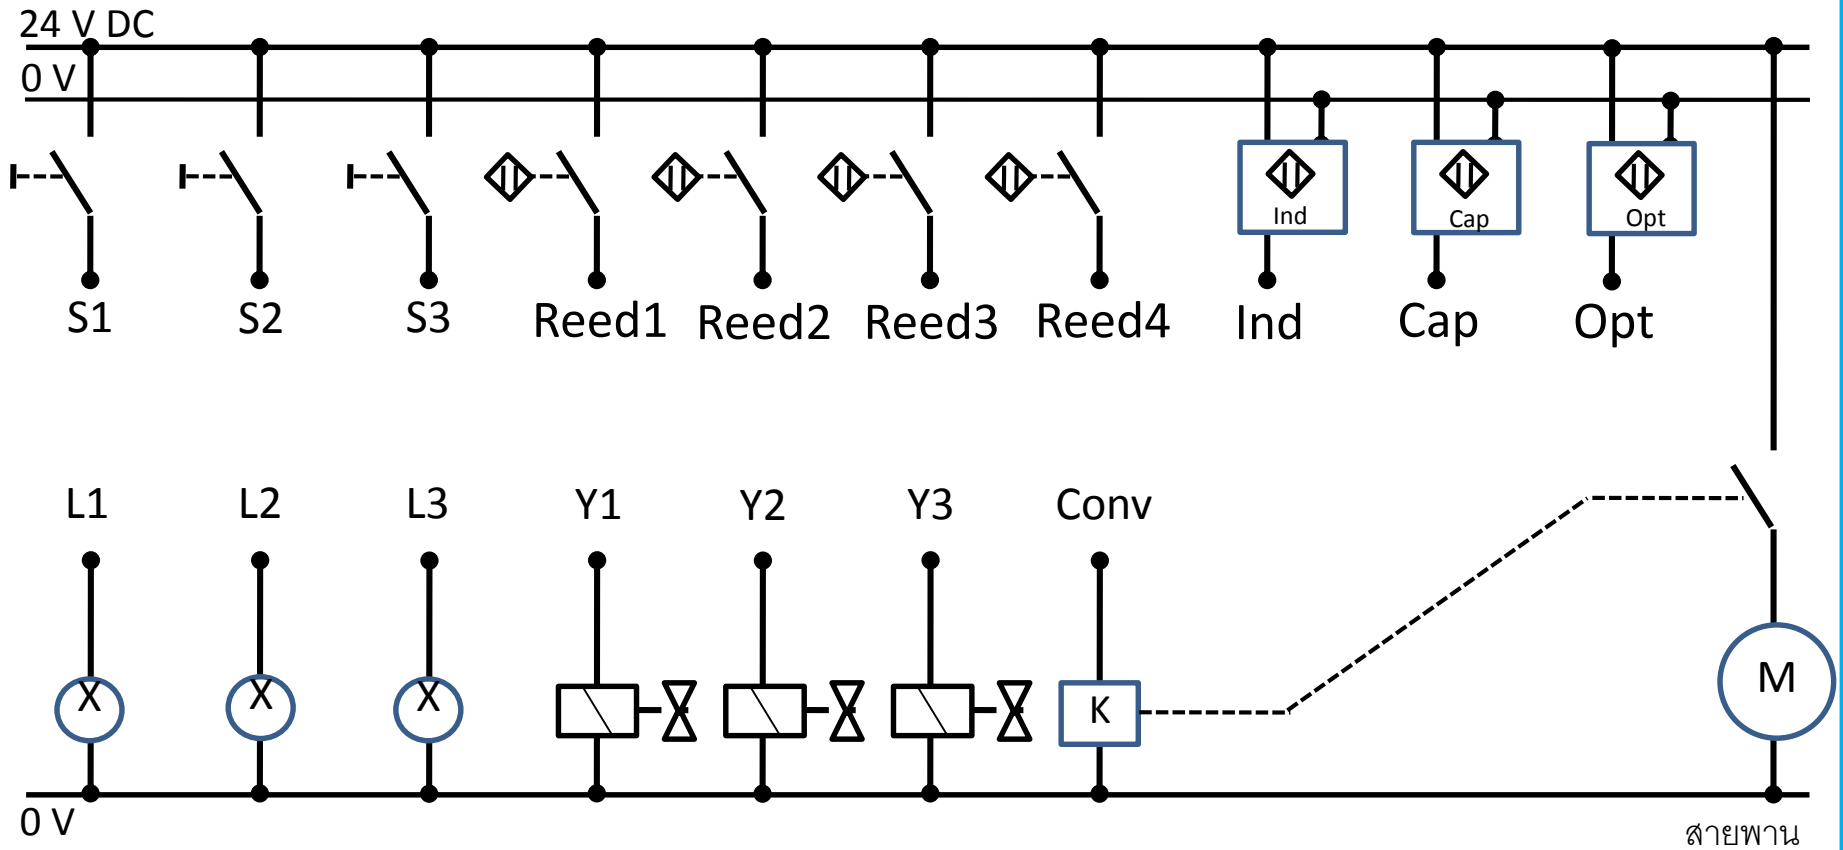 24 V DC
0 V
Ind Cap Opt
S1 S2 S3 Reed1 Reed2 Reed3 Reed4 Ind Cap Opt
L1 L2 L3 Y1 Y2 Y3 Conv
X X X K M
0 V
สายพาน